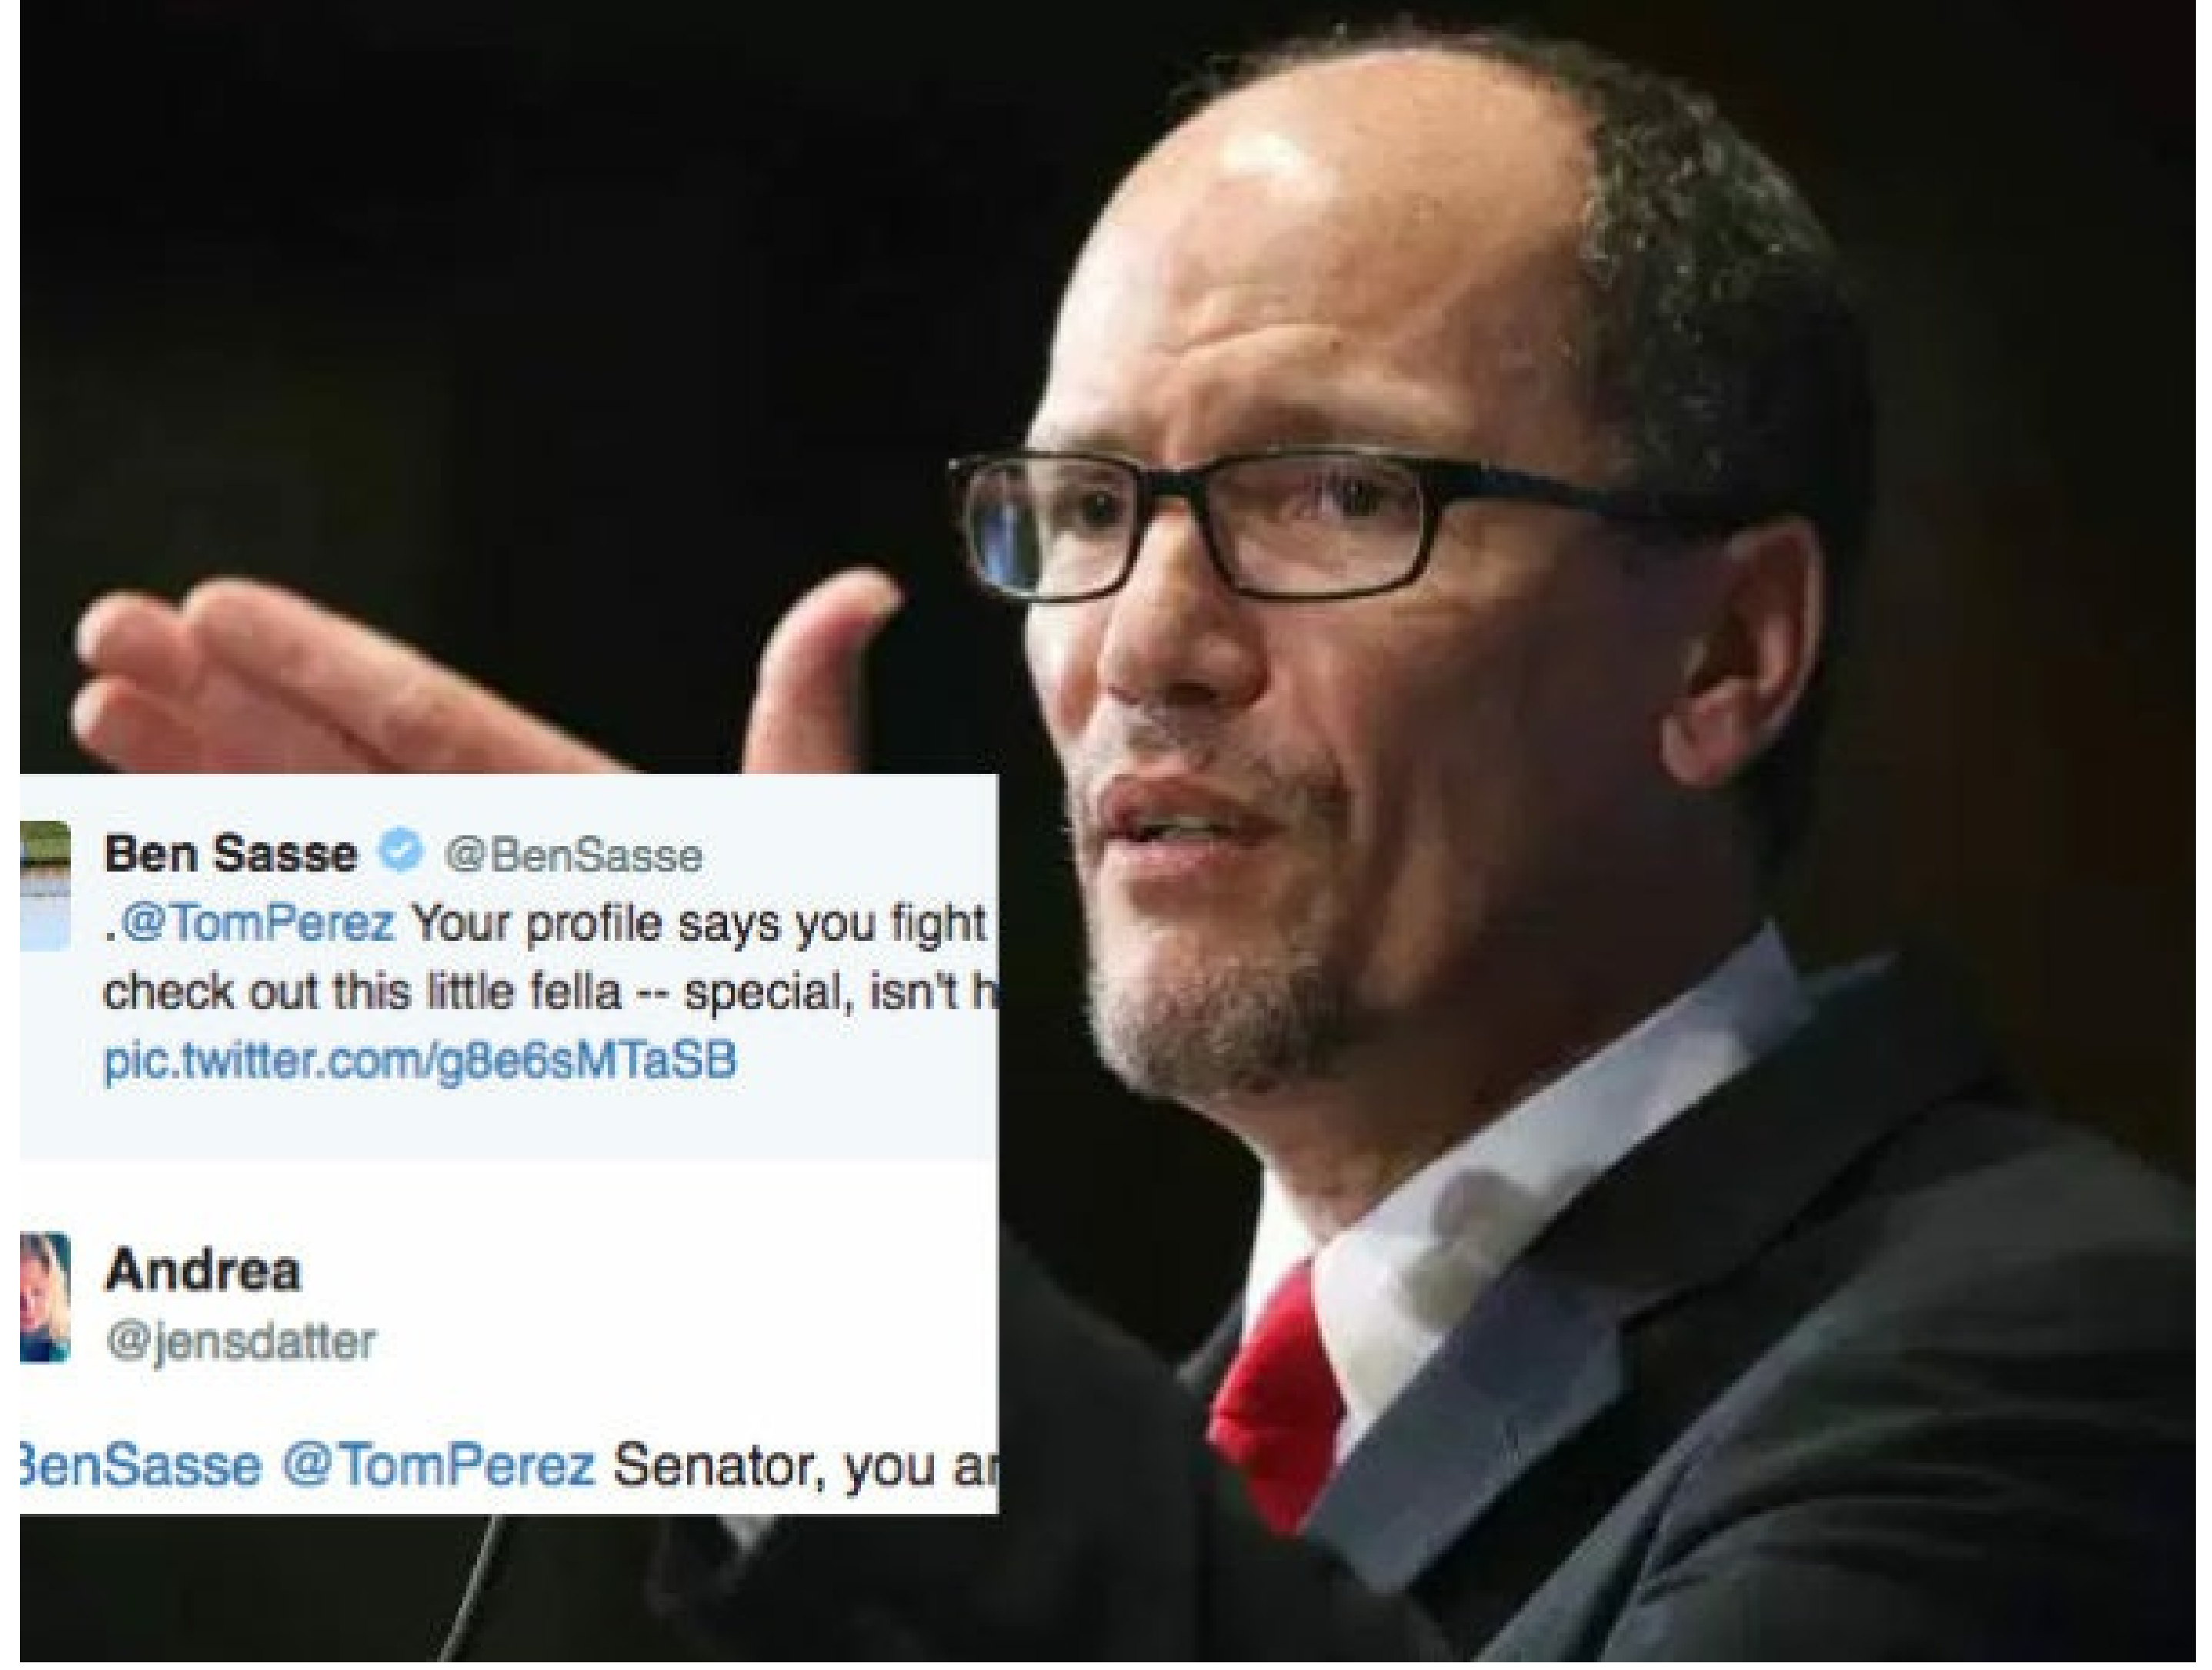 Ben Sasse @BenSasse
.@TomPerez Your profile says you fight
check out this little fella -- special, isn't
pic.twitter.com/g8e6sMTaSB
Andrea
@jensdatter
BenSasse @TomPerez Senator, you